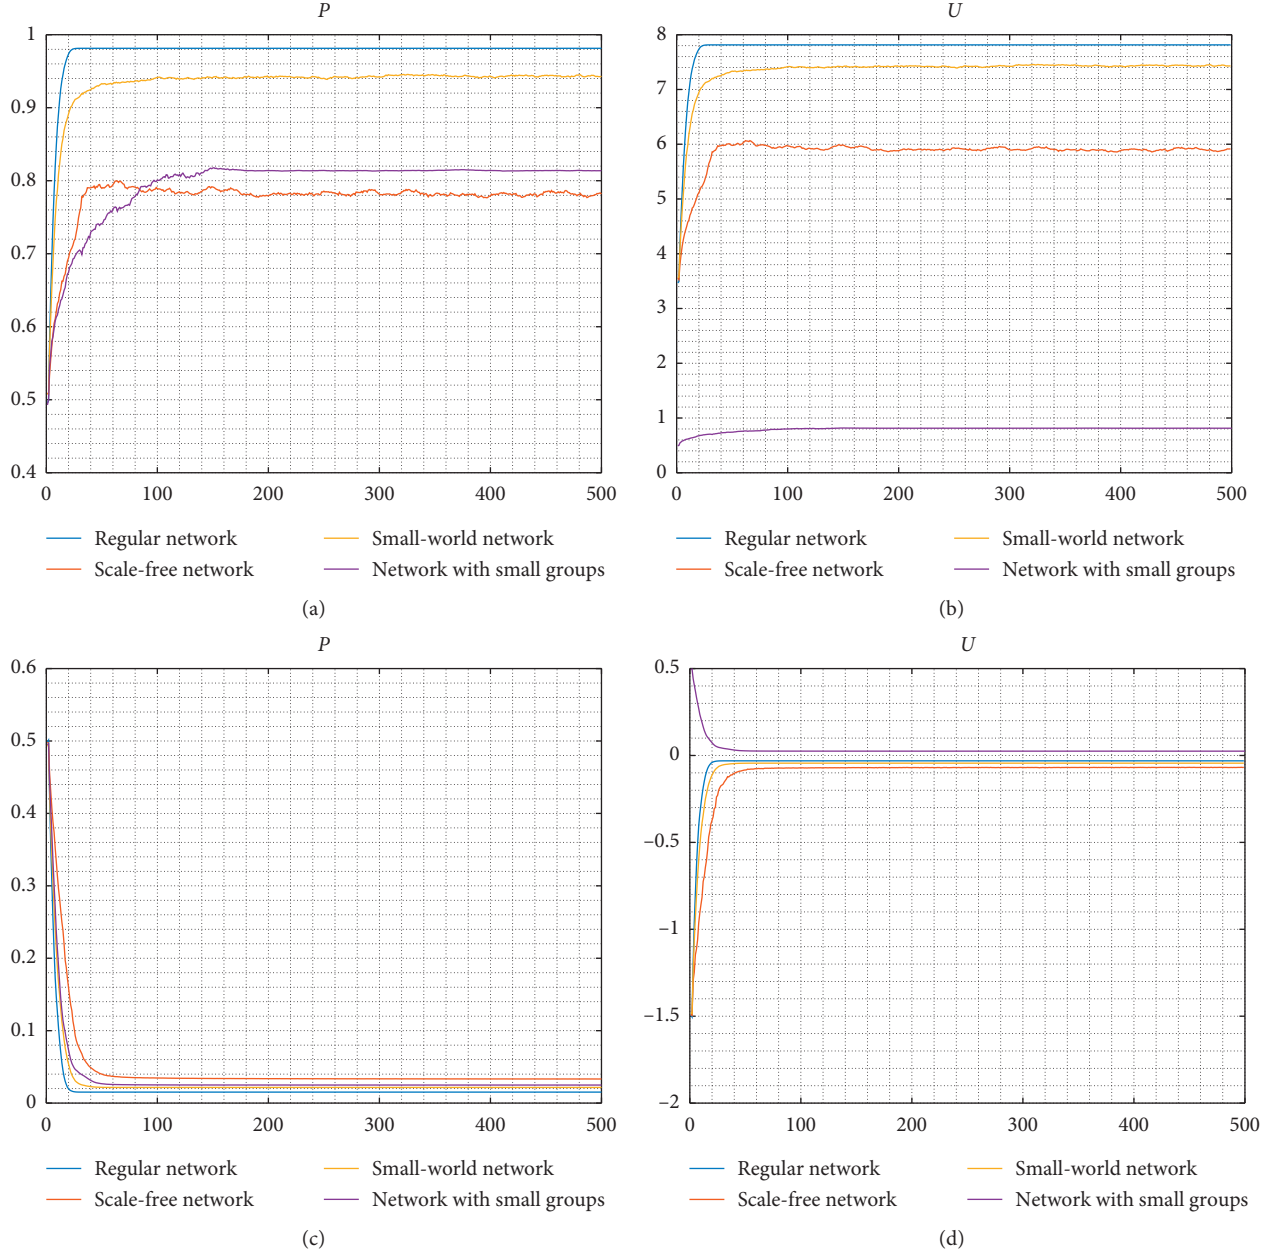 P
1
0.9
0.8
0.7
0.6
0.5
0.4
0 100 200 300 400 500
Regular network
Small-world network
Scale-free network
Network with small groups
(a)
U
8
7
6
5
4
3
2
1
0
0 100 200 300 400 500
Regular network
Small-world network
Scale-free network
Network with small groups
(b)
P
0.6
0.5
0.4
0.3
0.2
0.1
0
0 100 200 300 400 500
Regular network
Small-world network
Scale-free network
Network with small groups
(c)
U
0.5
0
–0.5
–1
–1.5
–2
0 100 200 300 400 500
Regular network
Small-world network
Scale-free network
Network with small groups
(d)